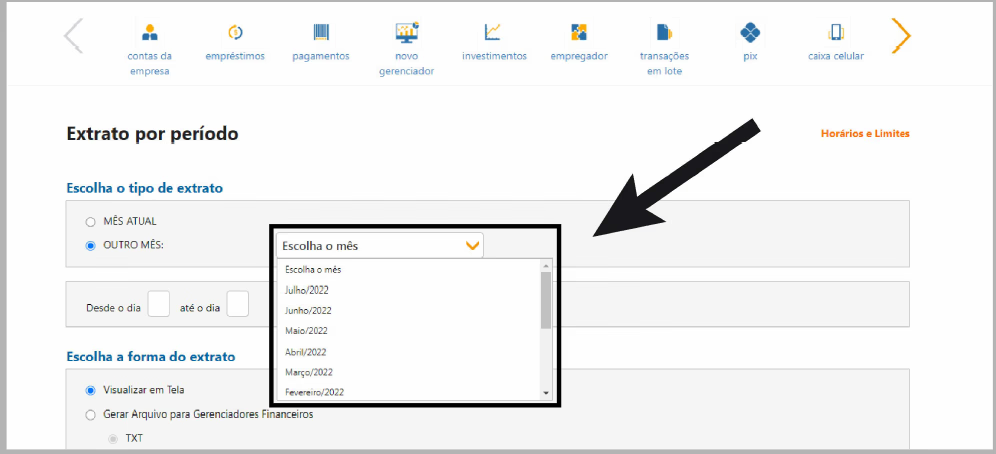 contas da
empresa
empréstimos
pagamentos
novo
gerenciador
investimentos
empregador
transações
em lote
pix
caixa celular
Extrato por período
Horários e Limites
Escolha o tipo de extrato
MÊS ATUAL
OUTRO MÊS:
Escolha o mês
Escolha o mês
Julho/2022
Junho/2022
Maio/2022
Abril/2022
Março/2022
Fevereiro/2022
Desde o dia
até o dia
Escolha a forma do extrato
Visualizar em Tela
Gerar Arquivo para Gerenciadores Financeiros
TXT